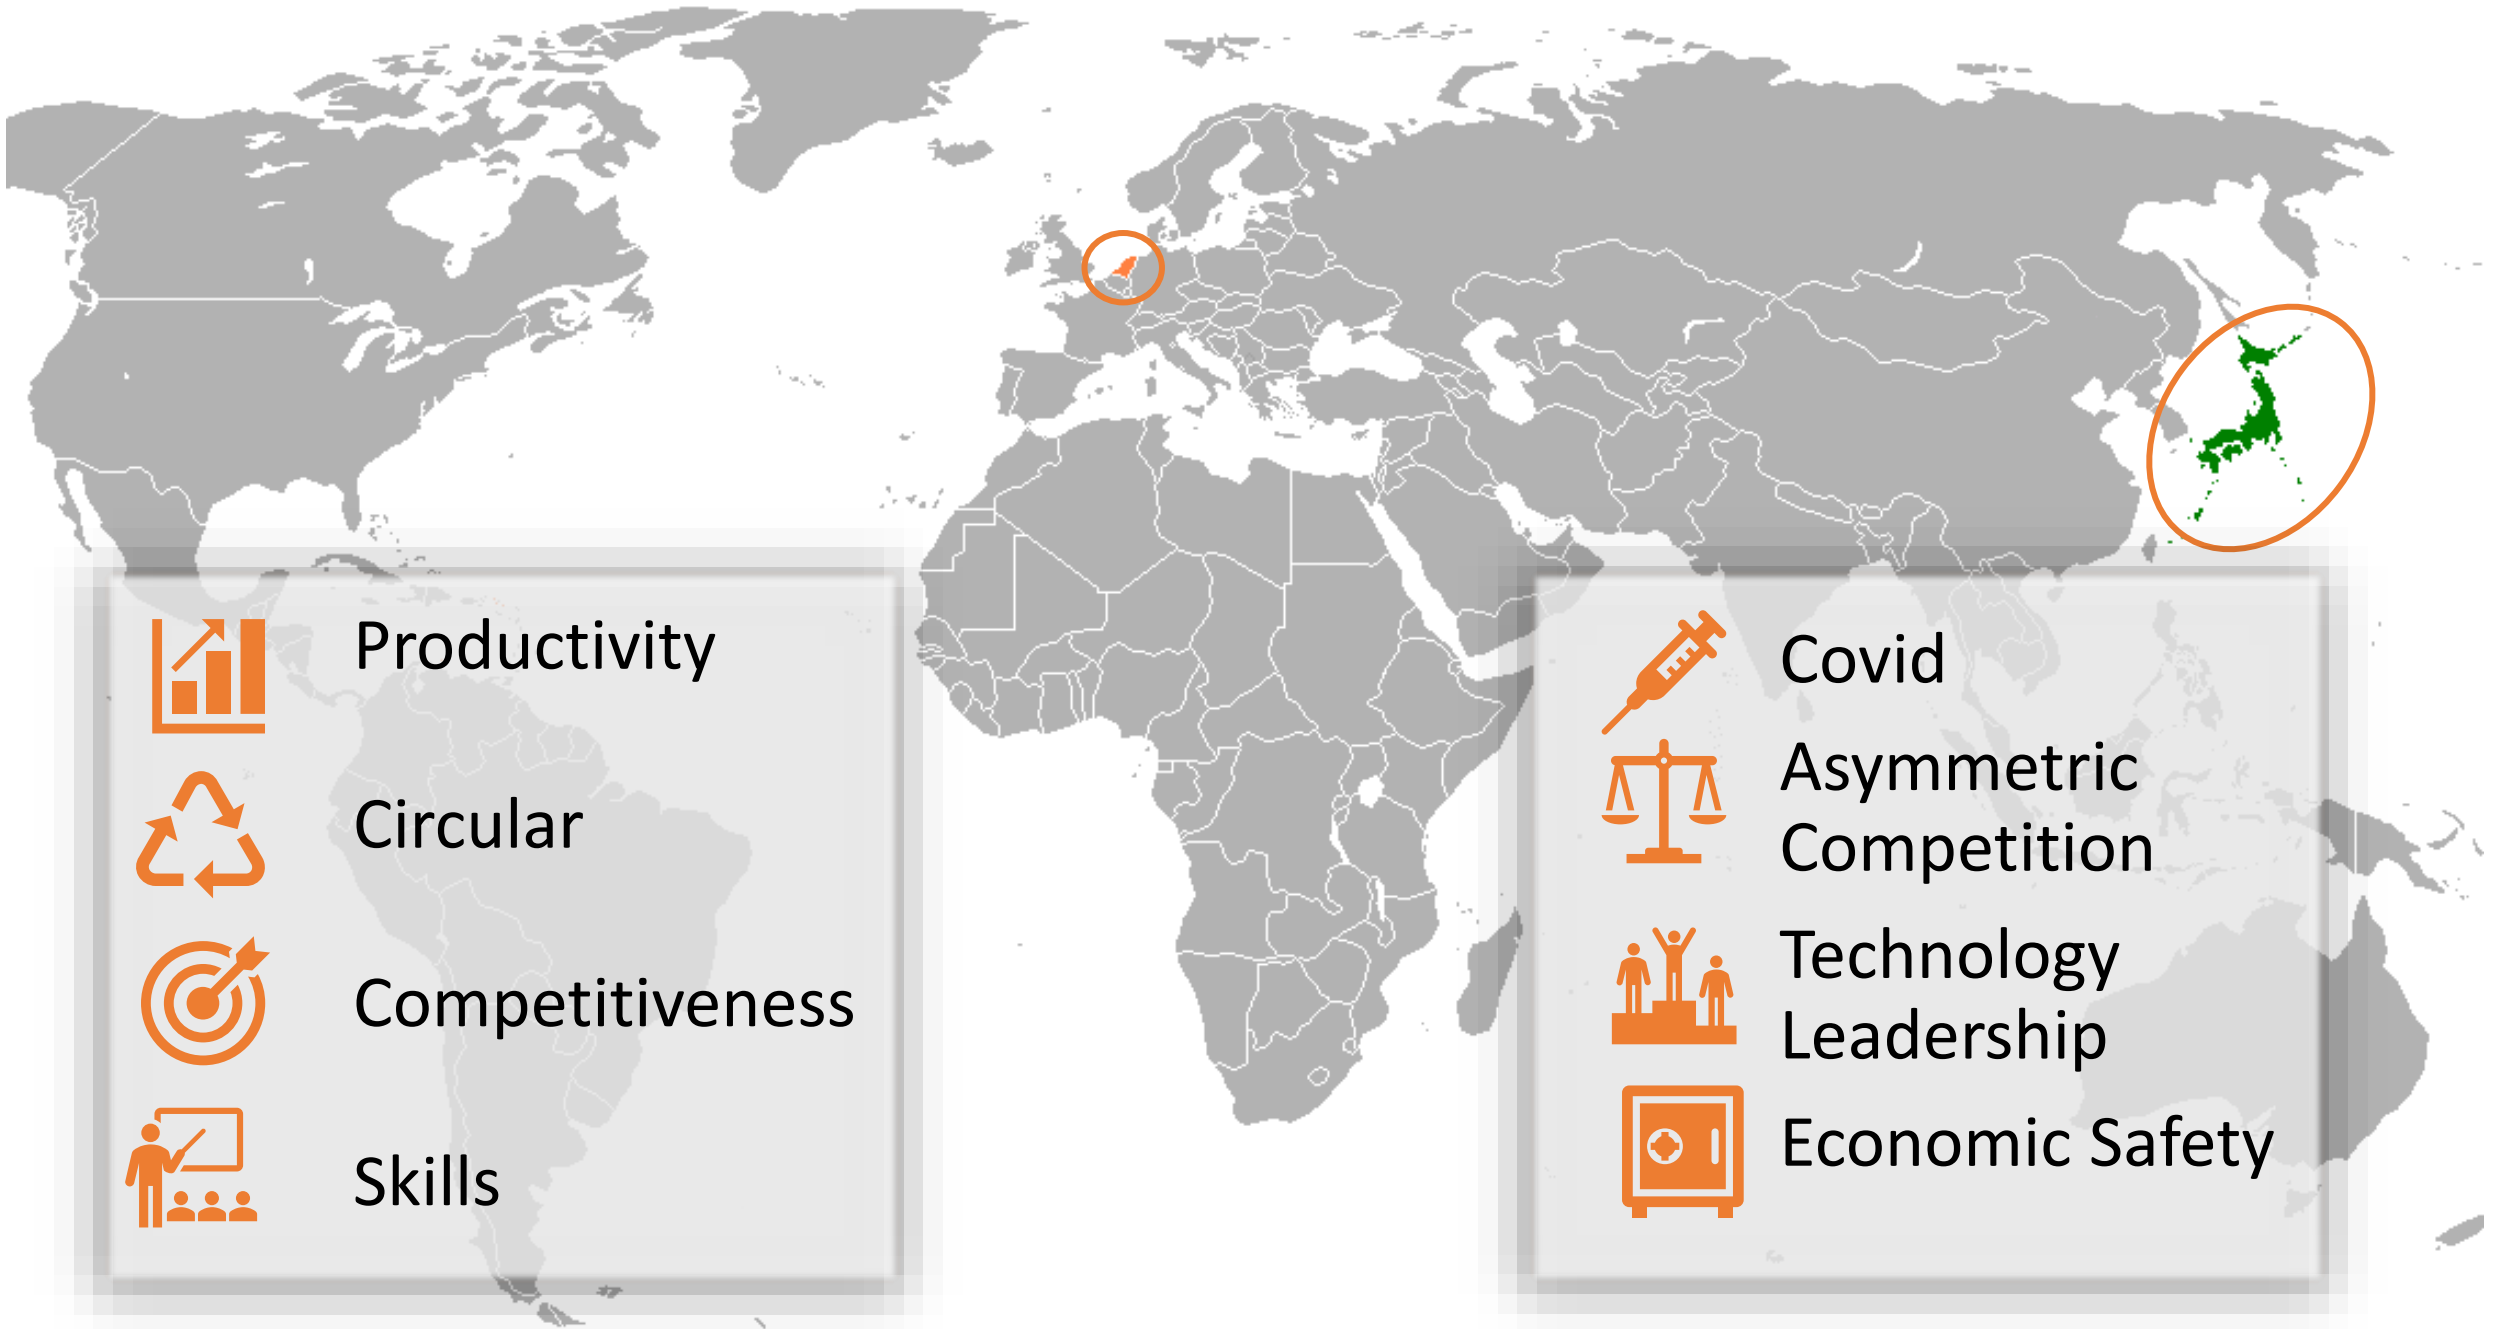 Productivity
Circular
Competitiveness
Skills
Covid
Asymmetric
Competition
Technology
Leadership
Economic Safety